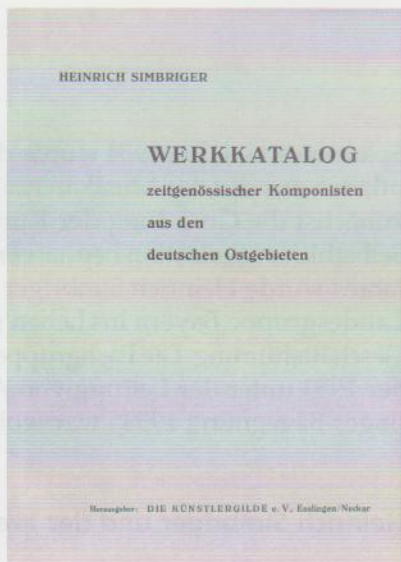 HEINRICH SIMBRIGER
WERKKATALOG
zeitgenössischer Komponisten
aus den
deutschen Ostgebieten
Herausgeber: DIE KÜNSTLERGILDE e. V., Esslingen/Neckar